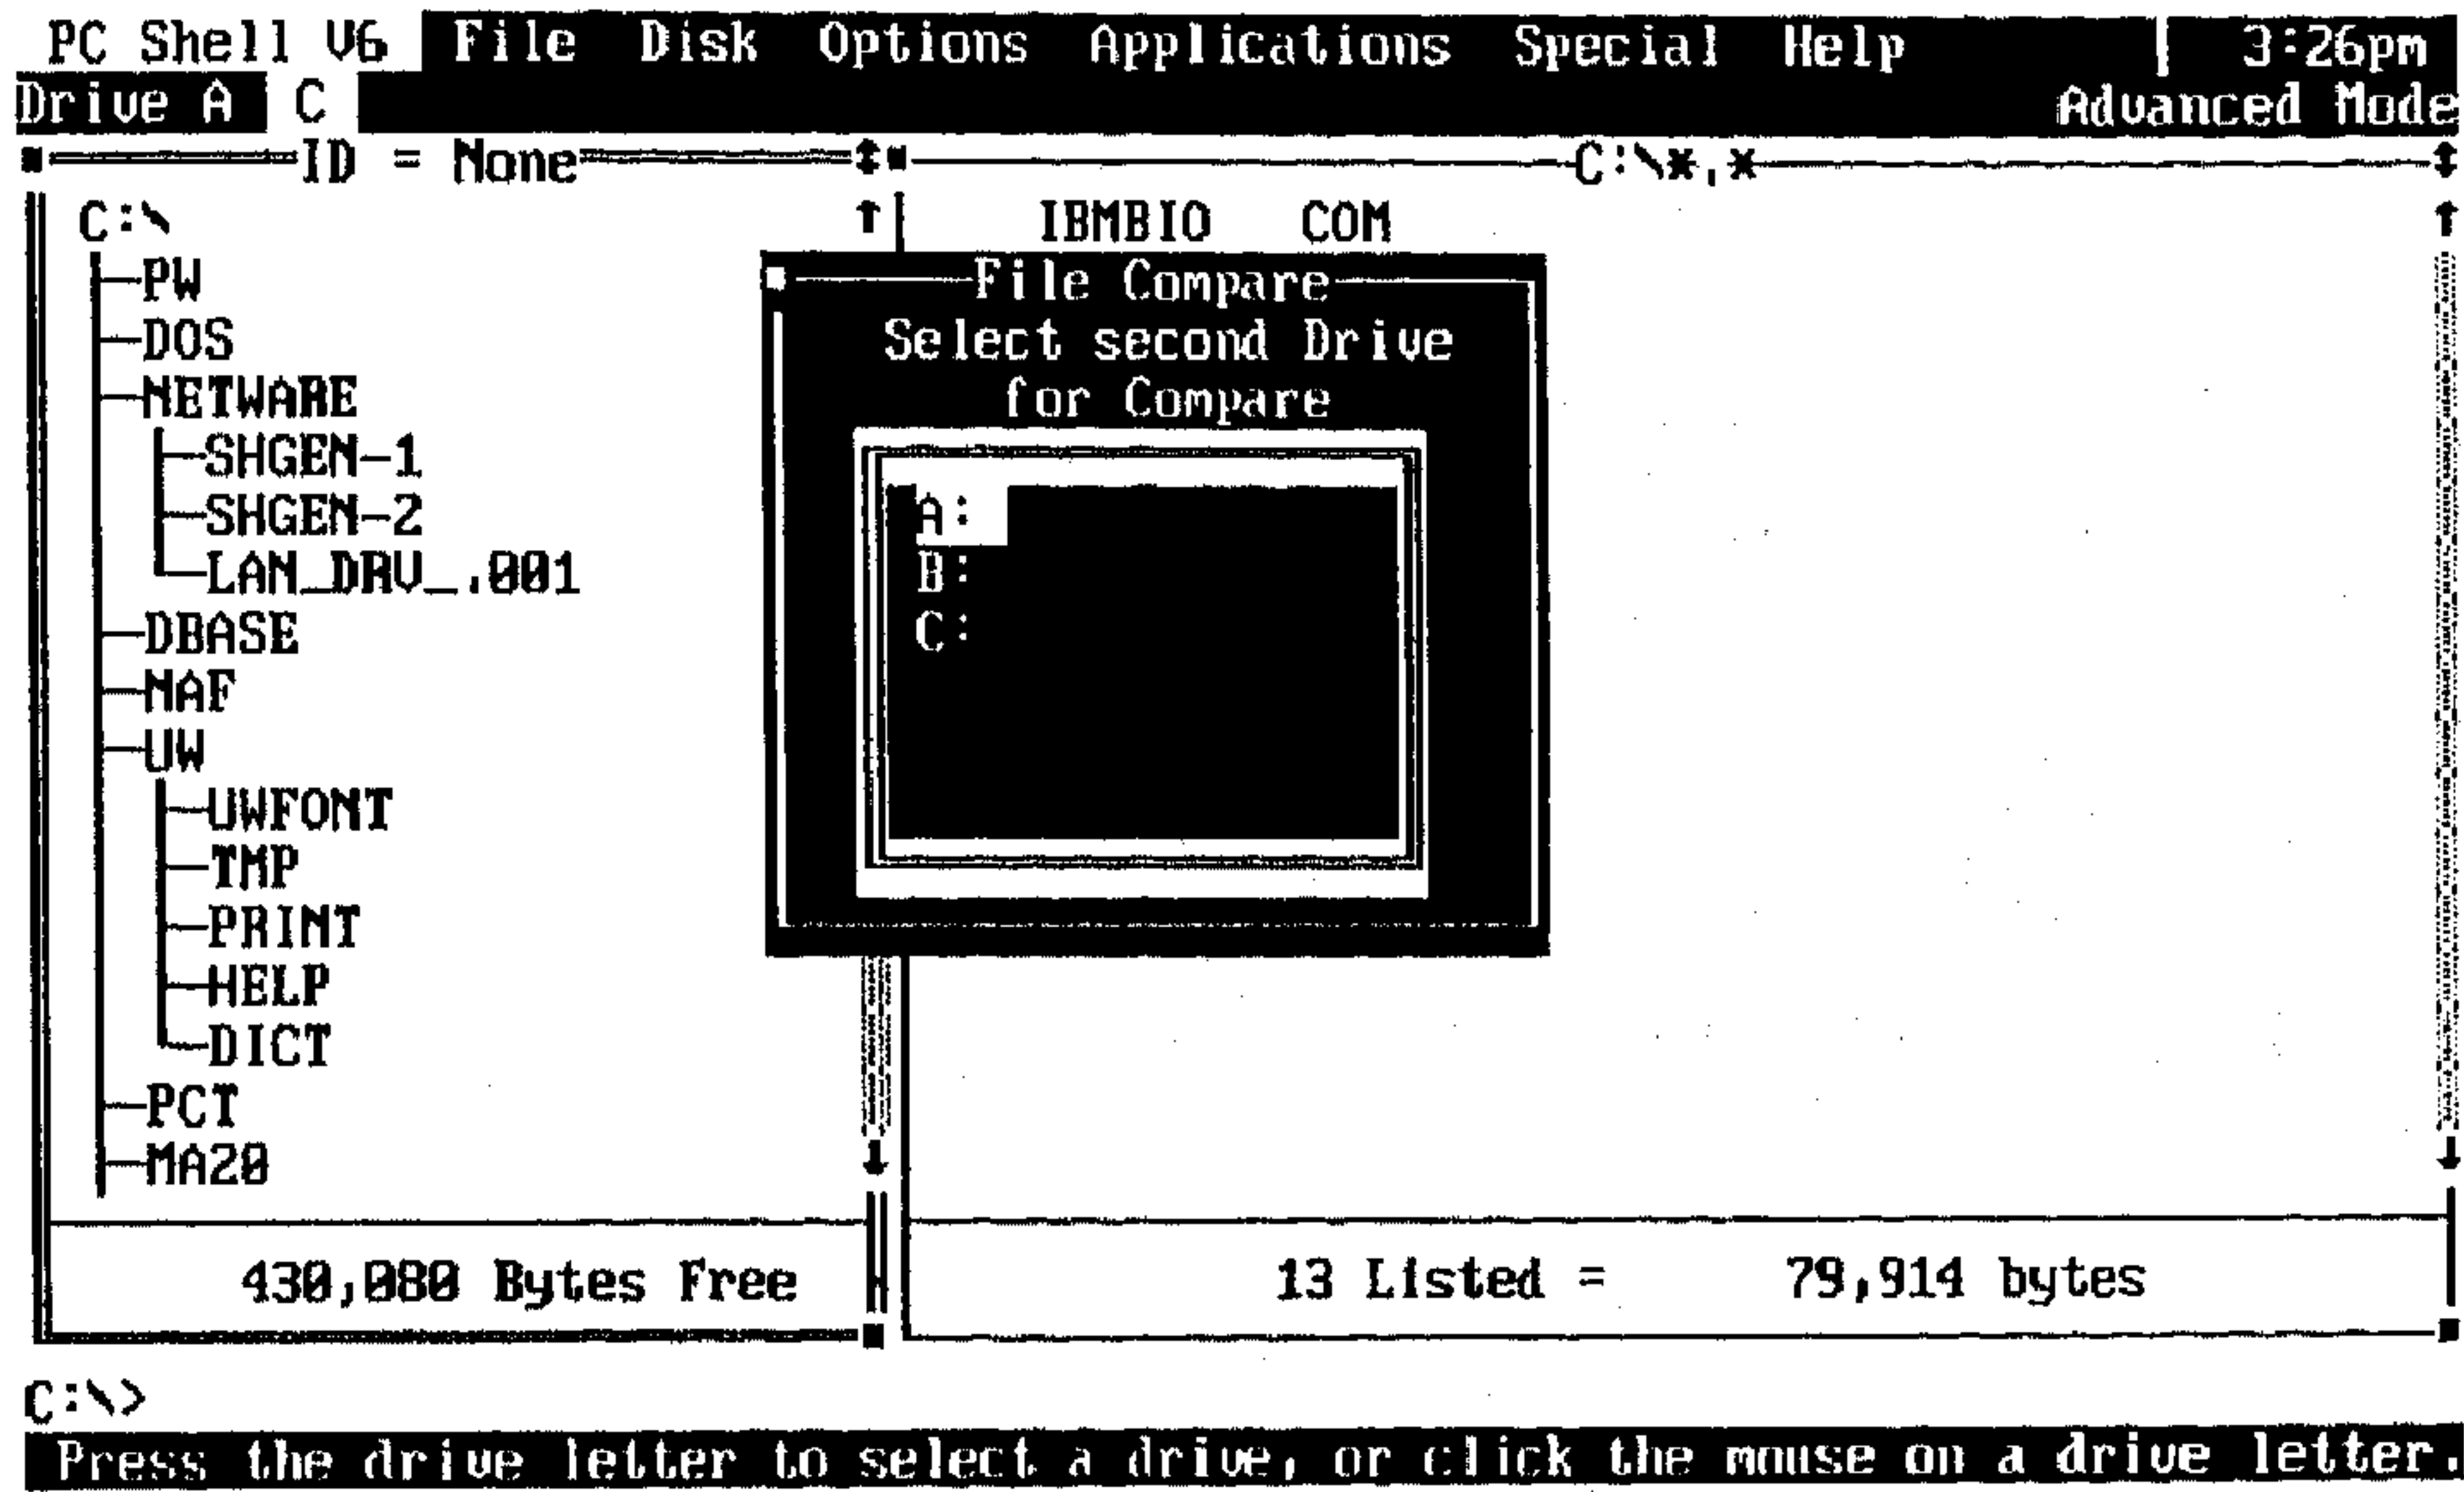 PC Shell V6 File Disk Options Applications Special Help 3:26pm
Drive A C Advanced Mode
ID = None C:\*.*
C:\ IBMBIO COM
PW
DOS
NETWARE
SHGEN-1
SHGEN-2
LAN_DRV_.001
DBASE
NAF
UW
UWFONT
TMP
PRINT
HELP
DICT
PCT
MA20
File Compare
Select second Drive
for Compare
A:
B:
C:
430,080 Bytes Free 13 Listed = 79,914 bytes
C:\>
Press the drive letter to select a drive, or click the mouse on a drive letter.